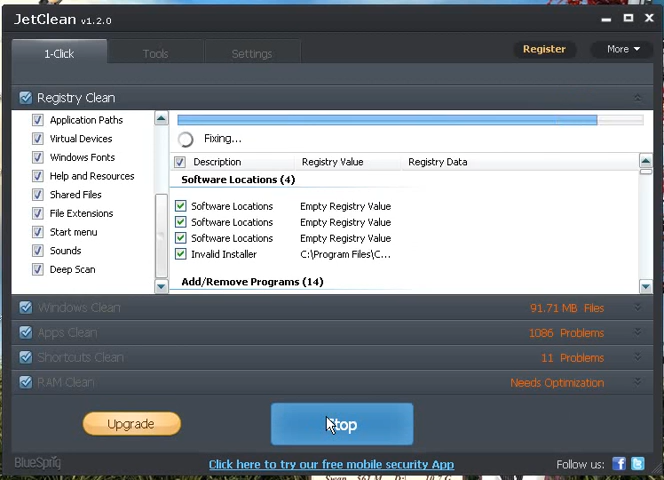 JetClean v1.2.0
1-Click
Tools
Settings
Register
More
Registry Clean
Application Paths
Virtual Devices
Windows Fonts
Help and Resources
Shared Files
File Extensions
Start menu
Sounds
Deep Scan
Fixing...
Description Registry Value Registry Data
Software Locations (4)
Software Locations Empty Registry Value
Software Locations Empty Registry Value
Software Locations Empty Registry Value
Invalid Installer C:\Program Files\C...
Add/Remove Programs (14)
Windows Clean 91.71 MB Files
Apps Clean 1086 Problems
Shortcuts Clean 11 Problems
RAM Clean Needs Optimization
Upgrade
Stop
BlueSpriq
Click here to try our free mobile security App
Follow us: